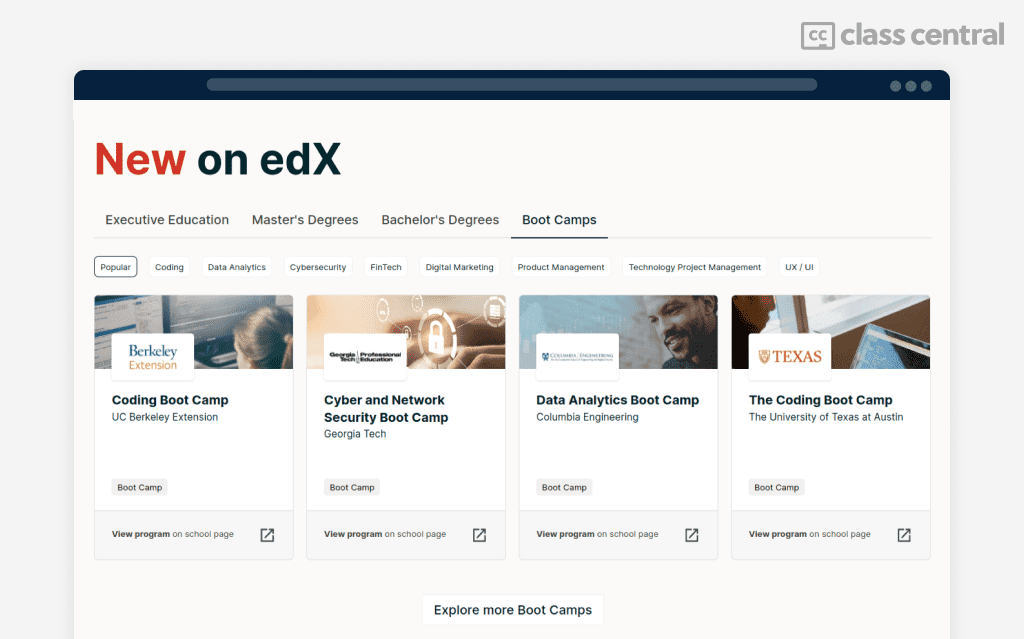 cc class central
New on edX
Executive Education Master's Degrees Bachelor's Degrees Boot Camps
Popular Coding Data Analytics Cybersecurity FinTech Digital Marketing Product Management Technology Project Management UX / UI
Berkeley
Extension
Coding Boot Camp
UC Berkeley Extension
Boot Camp
View program on school page
Georgia Professional
Tech Education
Cyber and Network
Security Boot Camp
Georgia Tech
Boot Camp
View program on school page
COLUMBIA ENGINEERING
Data Analytics Boot Camp
Columbia Engineering
Boot Camp
View program on school page
TEXAS
The Coding Boot Camp
The University of Texas at Austin
Boot Camp
View program on school page
Explore more Boot Camps